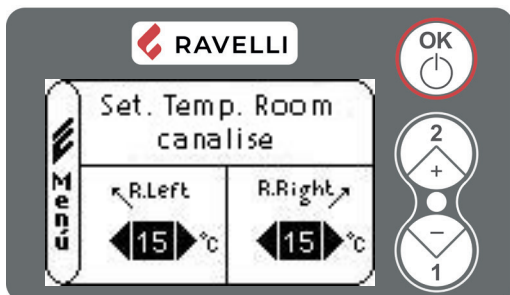 RAVELLI
OK
Set. Temp. Room
canalise
Menú
R.Left
R.Right
15 °c
15 °c
2
+
−
1